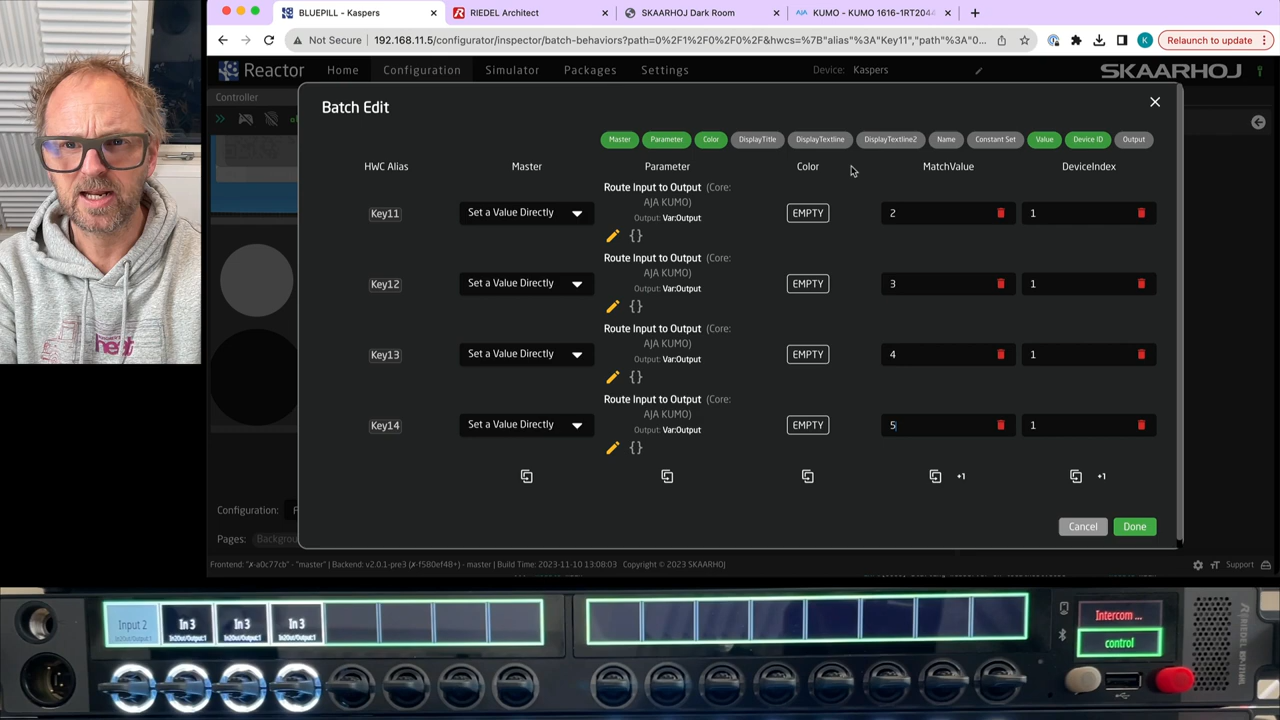 BLUEPILL - Kaspers
RIEDEL Architect
SKAARHOJ Dark Room
KUMO - KUMO 1616-1RT2044
Not Secure
192.168.11.5/configurator/inspector/batch-behaviors?path=0%2F1%2F0%2F0%2F&hwcs=%7B"alias"%3A"Key11","path"%3A"0...
K
Relaunch to update
Reactor
Home
Configuration
Simulator
Packages
Settings
Device:
Kaspers
SKAARHOJ
Controller
Batch Edit
Master
Parameter
Color
DisplayTitle
DisplayTextline
DisplayTextline2
Name
Constant Set
Value
Device ID
Output
HWC Alias
Master
Parameter
Color
MatchValue
DeviceIndex
Key11
Set a Value Directly
Route Input to Output (Core:
AJA KUMO)
Output: Var:Output
{}
EMPTY
2
1
Key12
Set a Value Directly
Route Input to Output (Core:
AJA KUMO)
Output: Var:Output
{}
EMPTY
3
1
Key13
Set a Value Directly
Route Input to Output (Core:
AJA KUMO)
Output: Var:Output
{}
EMPTY
4
1
Key14
Set a Value Directly
Route Input to Output (Core:
AJA KUMO)
Output: Var:Output
{}
EMPTY
5
1
+1
+1
Cancel
Done
Configuration:
Pages:
Backgrou
Frontend: "✗-a0c77cb" - "master" | Backend: v2.0.1-pre3 (✗-f580ef48+) - master | Build Time: 2023-11-10 13:08:03 Copyright © 2023 SKAARHOJ
Support
Input 2
In 3
In 3
In 3
Intercom ...
control
RIEDEL